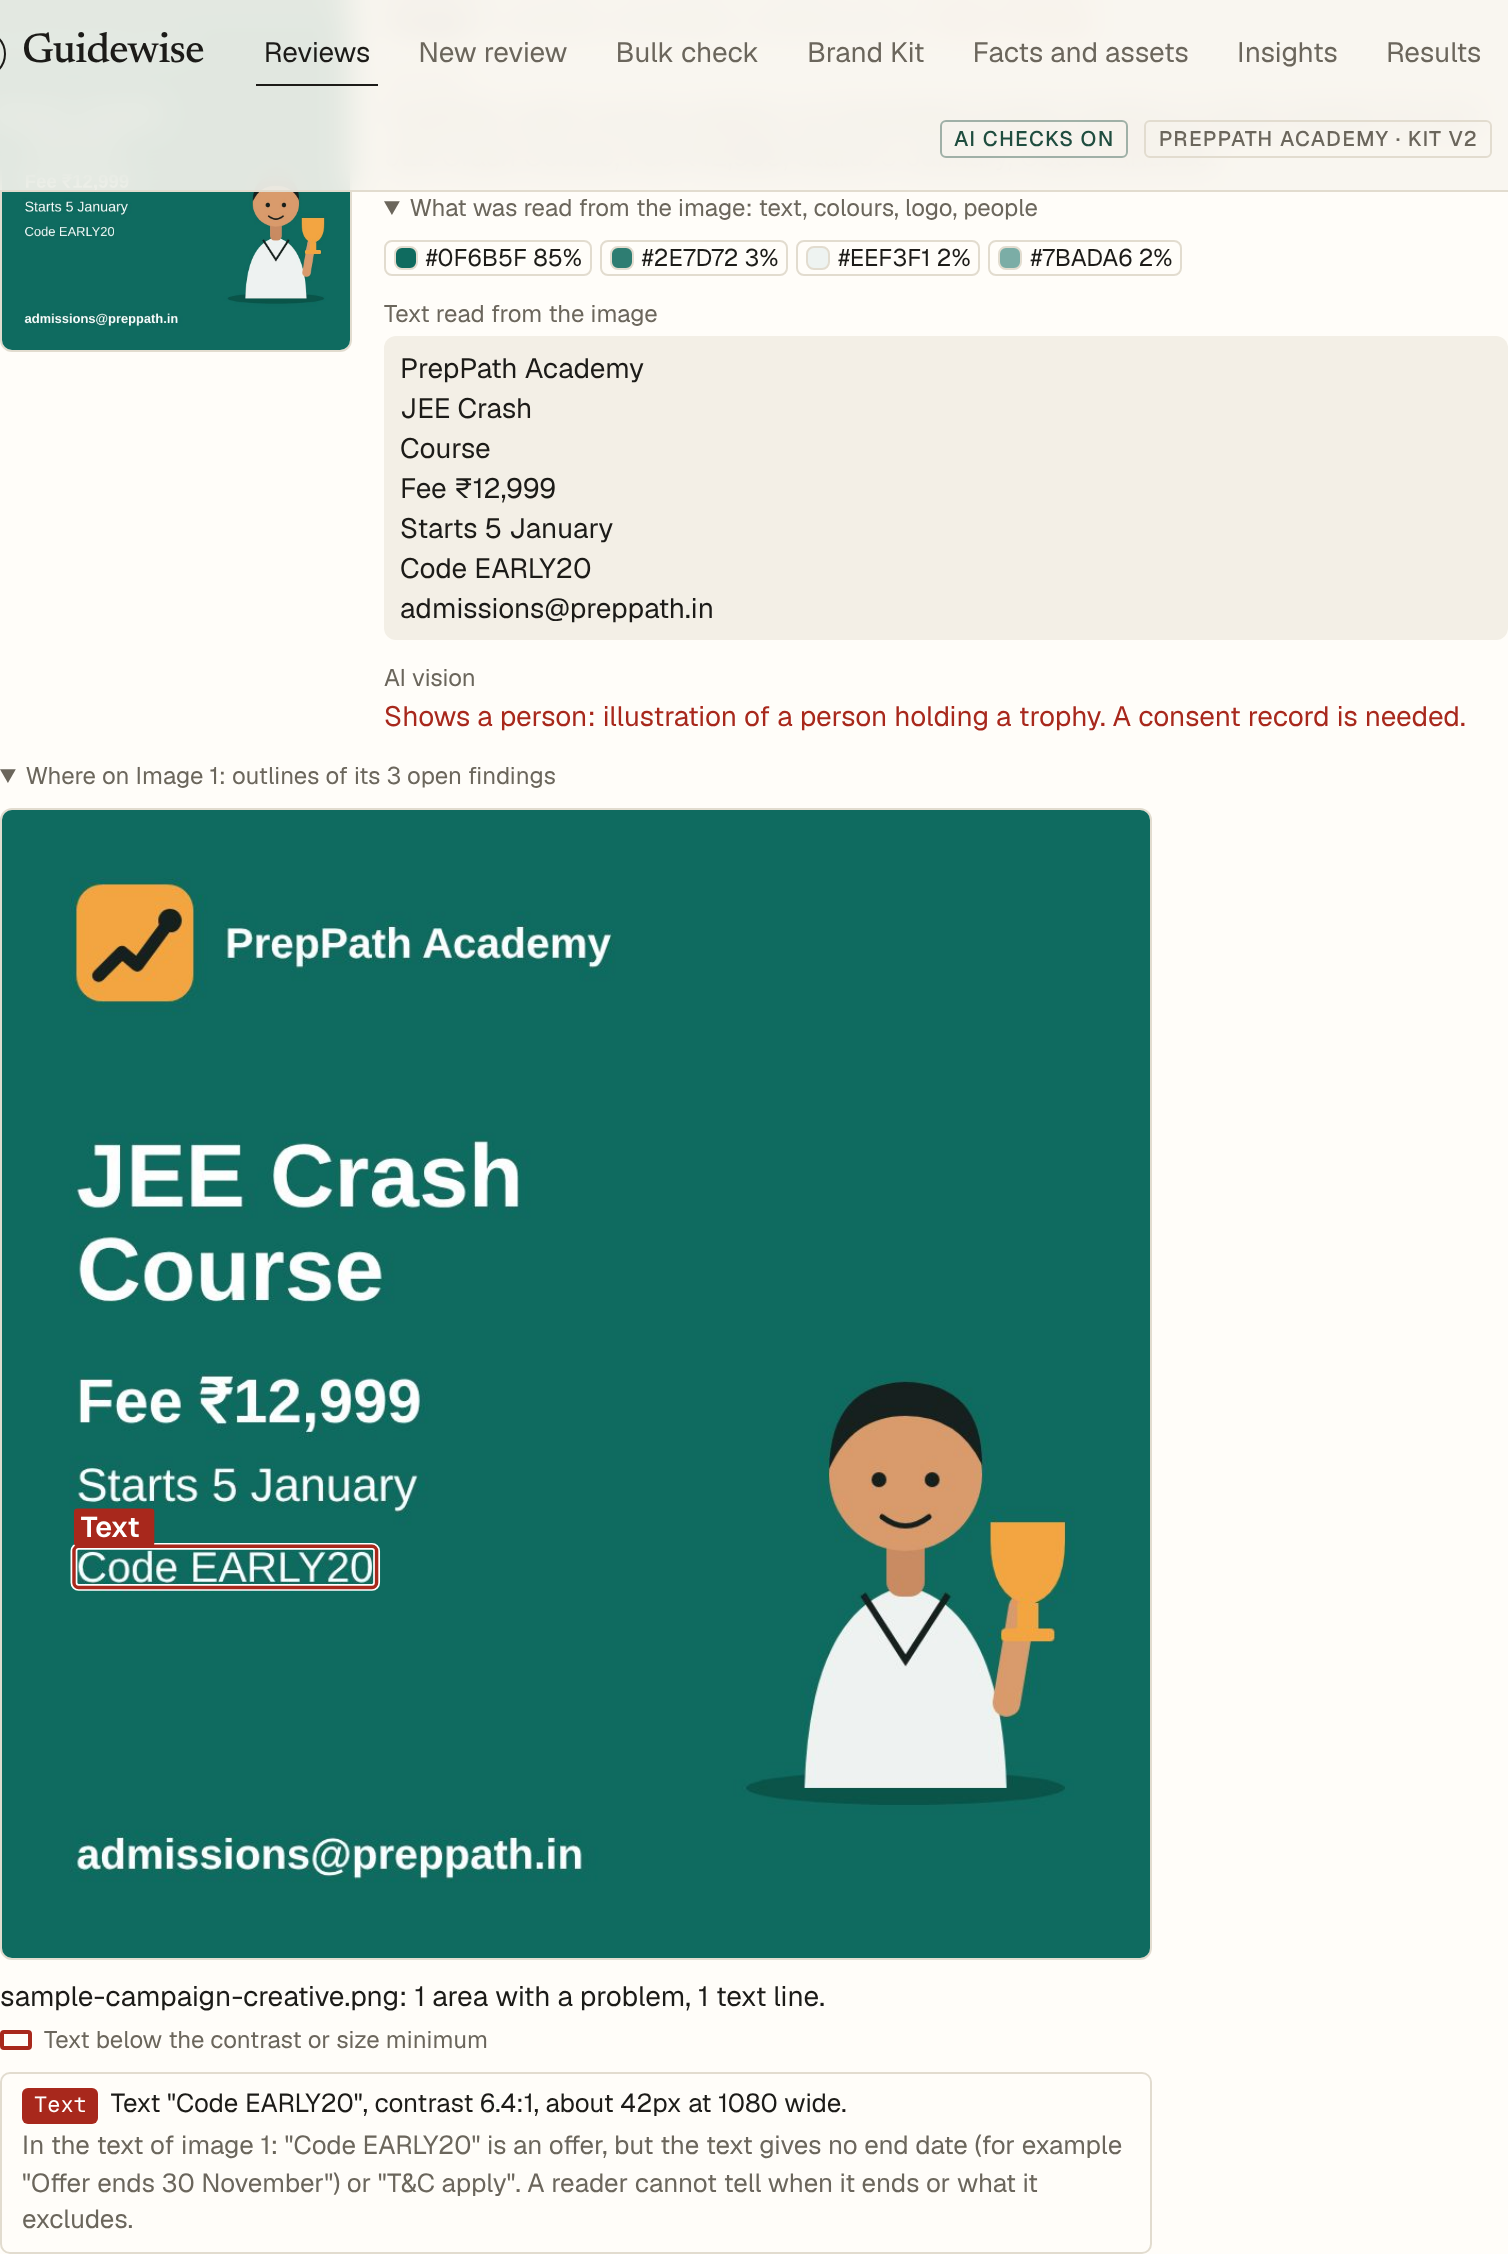 Guidewise
Reviews
New review
Bulk check
Brand Kit
Facts and assets
Insights
Results
AI CHECKS ON
PREPPATH ACADEMY · KIT V2
Fee ₹12,999
Starts 5 January
Code EARLY20
admissions@preppath.in
What was read from the image: text, colours, logo, people
#0F6B5F 85%
#2E7D72 3%
#EEF3F1 2%
#7BADA6 2%
Text read from the image
PrepPath Academy
JEE Crash
Course
Fee ₹12,999
Starts 5 January
Code EARLY20
admissions@preppath.in
AI vision
Shows a person: illustration of a person holding a trophy. A consent record is needed.
Where on Image 1: outlines of its 3 open findings
PrepPath Academy
JEE Crash
Course
Fee ₹12,999
Starts 5 January
Text
Code EARLY20
admissions@preppath.in
sample-campaign-creative.png: 1 area with a problem, 1 text line.
Text below the contrast or size minimum
Text Text "Code EARLY20", contrast 6.4:1, about 42px at 1080 wide.
In the text of image 1: "Code EARLY20" is an offer, but the text gives no end date (for example
"Offer ends 30 November") or "T&C apply". A reader cannot tell when it ends or what it
excludes.